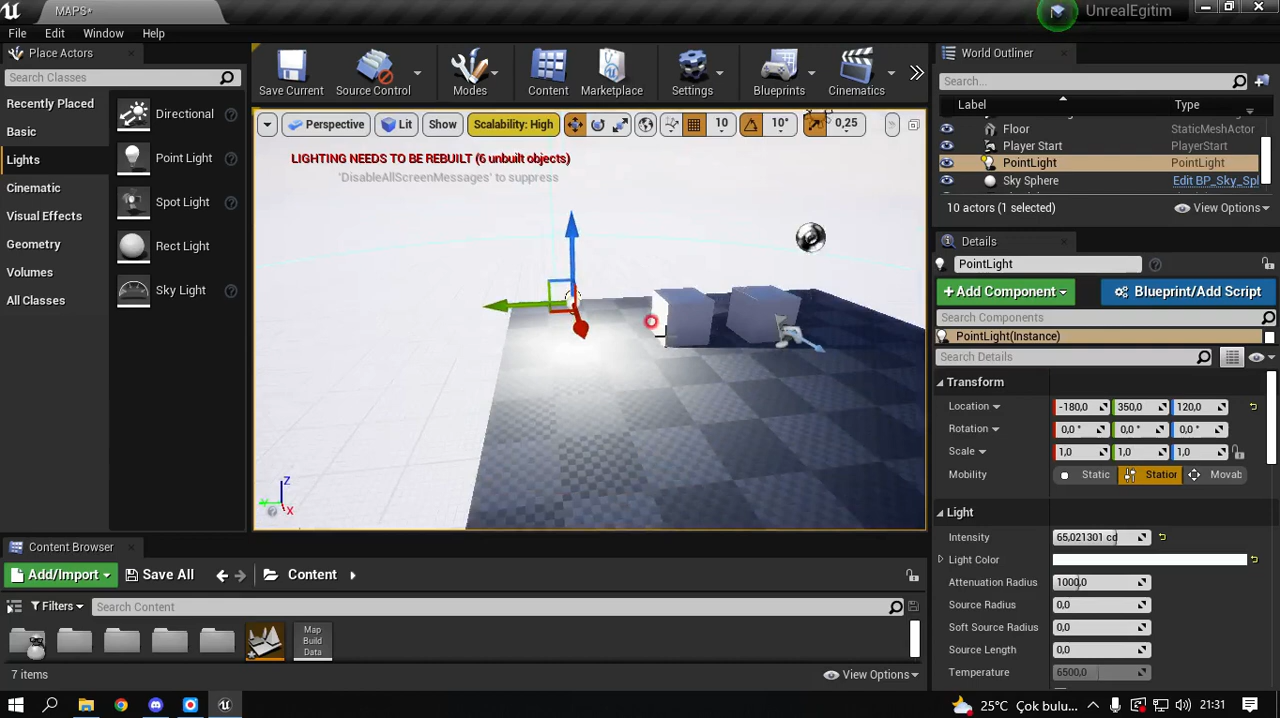 MAPS*
UnrealEgitim
File Edit Window Help
Place Actors
Search Classes
Recently Placed
Basic
Lights
Cinematic
Visual Effects
Geometry
Volumes
All Classes
Directional
Point Light
Spot Light
Rect Light
Sky Light
Save Current
Source Control
Modes
Content
Marketplace
Settings
Blueprints
Cinematics
Perspective
Lit
Show
Scalability: High
10
10°
0,25
LIGHTING NEEDS TO BE REBUILT (6 unbuilt objects)
'DisableAllScreenMessages' to suppress
Z
X
World Outliner
Search...
Label Type
Floor StaticMeshActor
Player Start PlayerStart
PointLight PointLight
Sky Sphere Edit BP_Sky_Spl
10 actors (1 selected) View Options
Details
PointLight
+Add Component
Blueprint/Add Script
Search Components
PointLight(Instance)
Search Details
Transform
Location -180,0 350,0 120,0
Rotation 0,0 ° 0,0 ° 0,0 °
Scale 1,0 1,0 1,0
Mobility Static Station Movab
Light
Intensity 65,021301 cd
Light Color
Attenuation Radius 1000,0
Source Radius 0,0
Soft Source Radius 0,0
Source Length 0,0
Temperature 6500,0
Content Browser
Add/Import
Save All
Content
Filters
Search Content
Map
Build
Data
7 items
View Options
25°C Çok bulu...
21:31